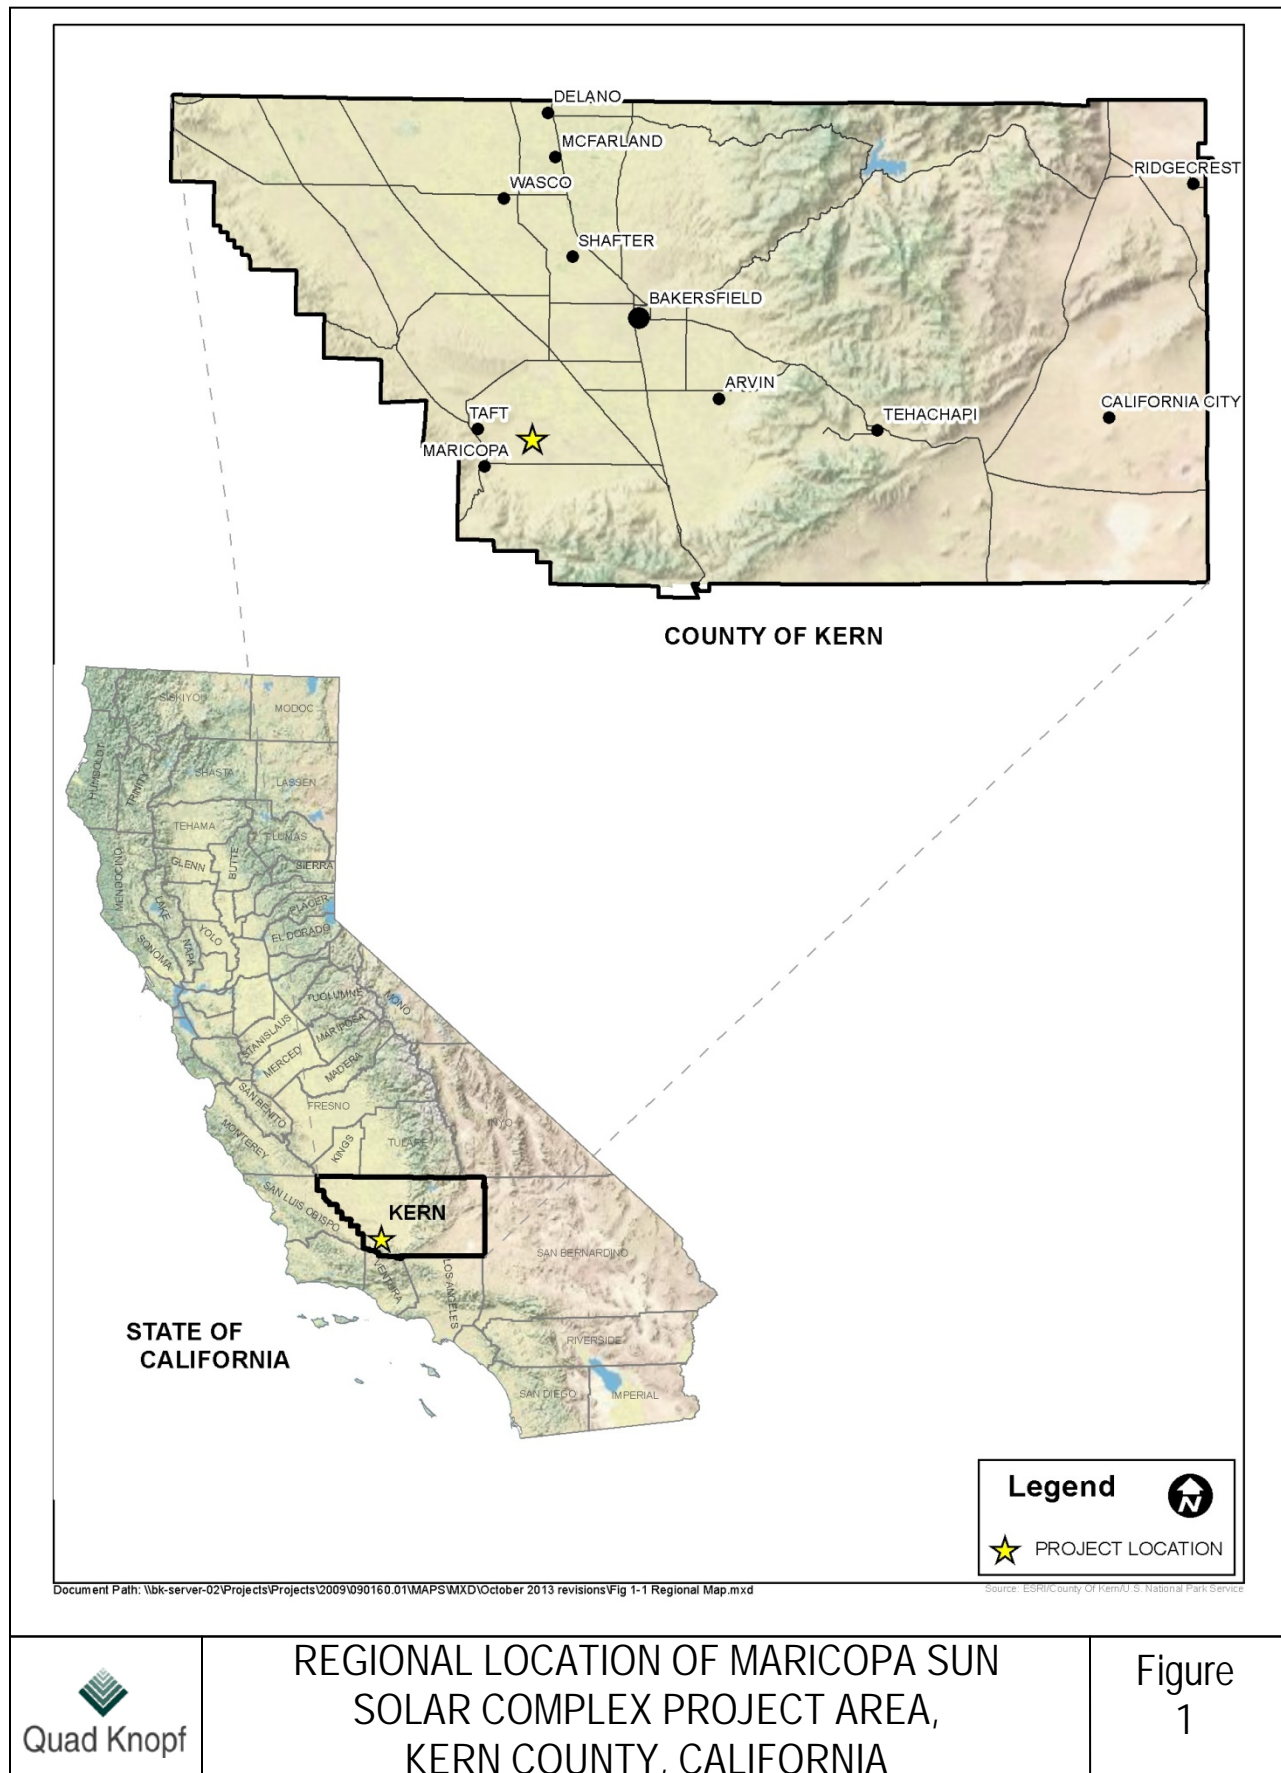 DELANO
MCFARLAND
RIDGECREST
WASCO
SHAFTER
BAKERSFIELD
ARVIN
CALIFORNIA CITY
TAFT
TEHACHAPI
MARICOPA
COUNTY OF KERN
SISKIYOU
MODOC
HUMBOLDT
TRINITY
SHASTA
LASSEN
TEHAMA
PLUMAS
MENDOCINO
GLENN
BUTTE
SIERRA
LAKE
PLACER
SONOMA
NAPA
YOLO
EL DORADO
TUOLUMNE
MONO
STANISLAUS
MARIPOSA
MERCED
MADERA
SAN BENITO
FRESNO
MONTEREY
KINGS
TULARE
INYO
SAN LUIS OBISPO
KERN
VENTURA
LOS ANGELES
SAN BERNARDINO
STATE OF
CALIFORNIA
RIVERSIDE
SAN DIEGO
IMPERIAL
Legend
N
PROJECT LOCATION
Document Path: \\bk-server-02\Projects\Projects\2009\090160.01\MAPS\MXD\October 2013 revisions\Fig 1-1 Regional Map.mxd
Source: ESRI/County Of Kern/U.S. National Park Service
Quad Knopf
REGIONAL LOCATION OF MARICOPA SUN
SOLAR COMPLEX PROJECT AREA,
KERN COUNTY, CALIFORNIA
Figure
1